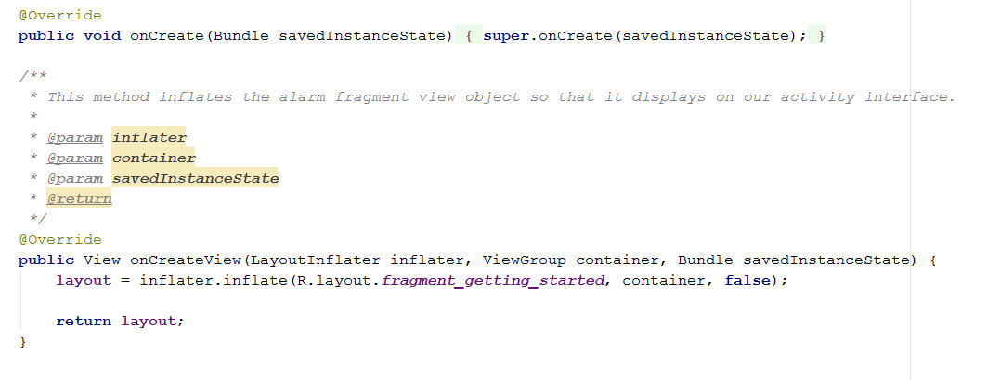 @Override
public void onCreate(Bundle savedInstanceState) { super.onCreate(savedInstanceState); }
/**
* This method inflates the alarm fragment view object so that it displays on our activity interface.
*
* @param inflater
* @param container
* @param savedInstanceState
* @return
*/
@Override
public View onCreateView(LayoutInflater inflater, ViewGroup container, Bundle savedInstanceState) {
layout = inflater.inflate(R.layout.fragment_getting_started, container, false);
return layout;
}